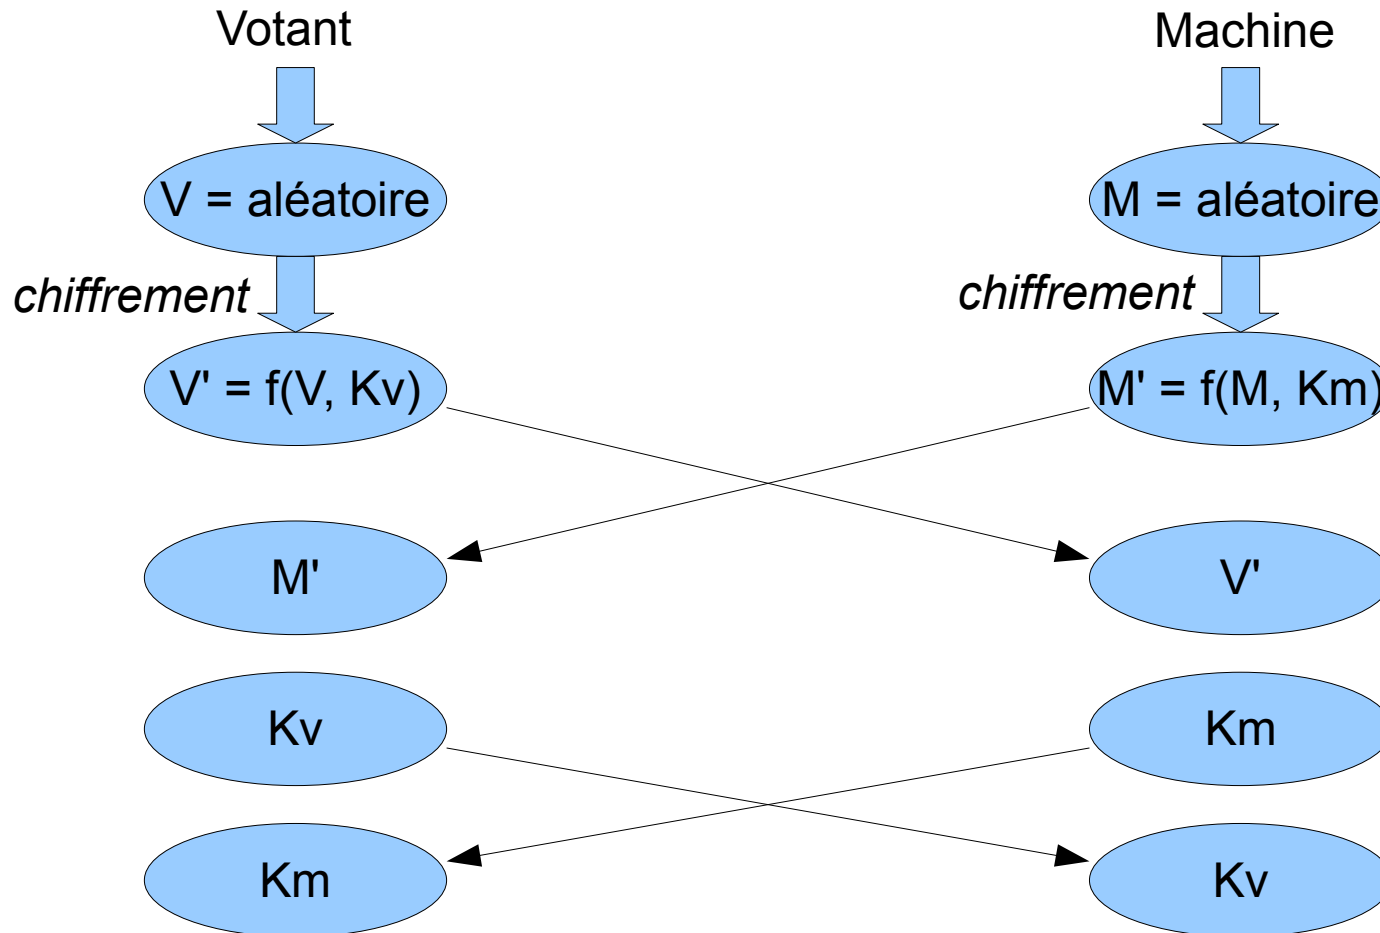 Votant
Machine
V = aléatoire
M = aléatoire
chiffrement
chiffrement
V' = f(V, Kv)
M' = f(M, Km)
M'
V'
Kv
Km
Km
Kv